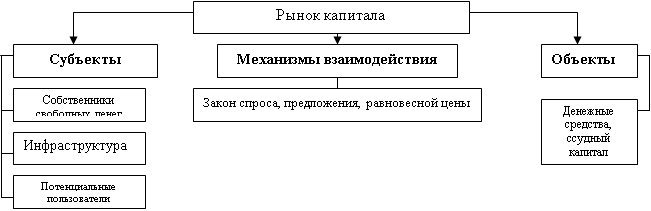 Рынок капитала
Субъекты
Механизмы взаимодействия
Объекты
Собственники
свободных денег
Закон спроса, предложения, равновесной цены
Денежные
средства,
ссудный
капитал
Инфраструктура
Потенциальные
пользователи